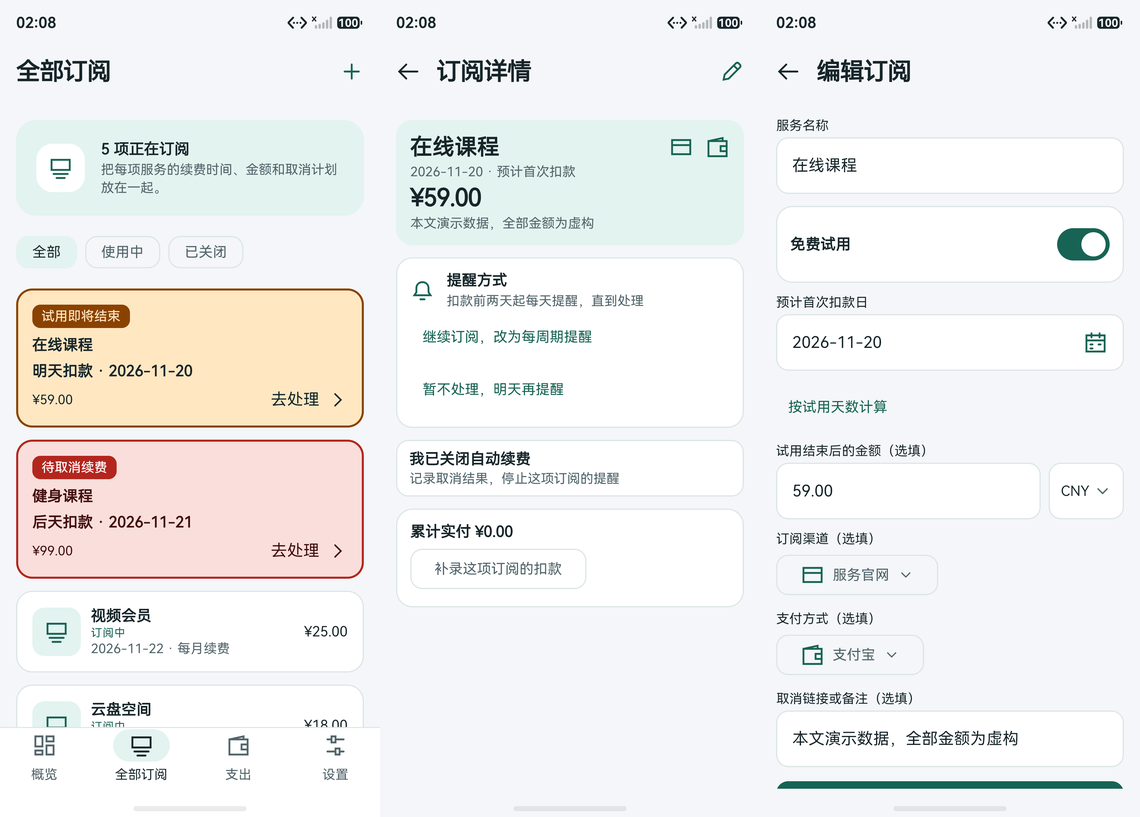 02:08
100
全部订阅
5 项正在订阅
把每项服务的续费时间、金额和取消计划
放在一起。
全部
使用中
已关闭
试用即将结束
在线课程
明天扣款 · 2026-11-20
¥59.00
去处理
待取消续费
健身课程
后天扣款 · 2026-11-21
¥99.00
去处理
视频会员
订阅中
2026-11-22 · 每月续费
¥25.00
云盘空间
订阅中
¥18.00
概览
全部订阅
支出
设置
02:08
100
订阅详情
在线课程
2026-11-20 · 预计首次扣款
¥59.00
本文演示数据，全部金额为虚构
提醒方式
扣款前两天起每天提醒，直到处理
继续订阅，改为每周期提醒
暂不处理，明天再提醒
我已关闭自动续费
记录取消结果，停止这项订阅的提醒
累计实付 ¥0.00
补录这项订阅的扣款
02:08
100
编辑订阅
服务名称
在线课程
免费试用
预计首次扣款日
2026-11-20
按试用天数计算
试用结束后的金额（选填）
59.00
CNY
订阅渠道（选填）
服务官网
支付方式（选填）
支付宝
取消链接或备注（选填）
本文演示数据，全部金额为虚构